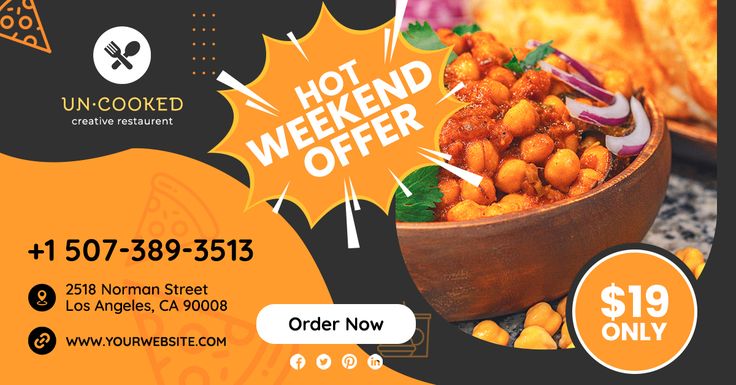 UN·COOKED
creative restaurent
HOT
WEEKEND
OFFER
+1 507-389-3513
2518 Norman Street
Los Angeles, CA 90008
WWW.YOURWEBSITE.COM
Order Now
$19
ONLY